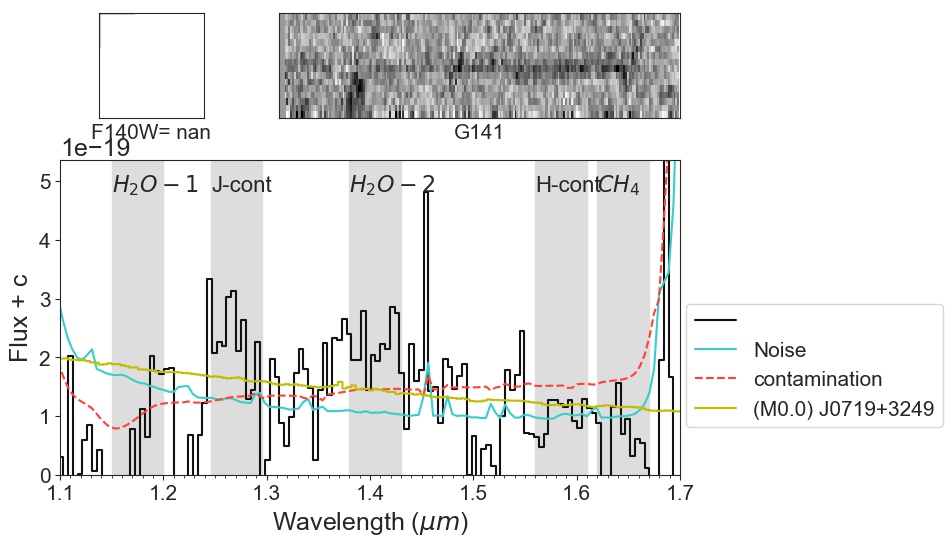 F140W= nan
G141
1e−19
H₂O − 1
J-cont
H₂O − 2
H-cont
CH₄
5
4
3
2
1
0
Flux + c
1.1
1.2
1.3
1.4
1.5
1.6
1.7
Wavelength (μm)
Noise
contamination
(M0.0) J0719+3249